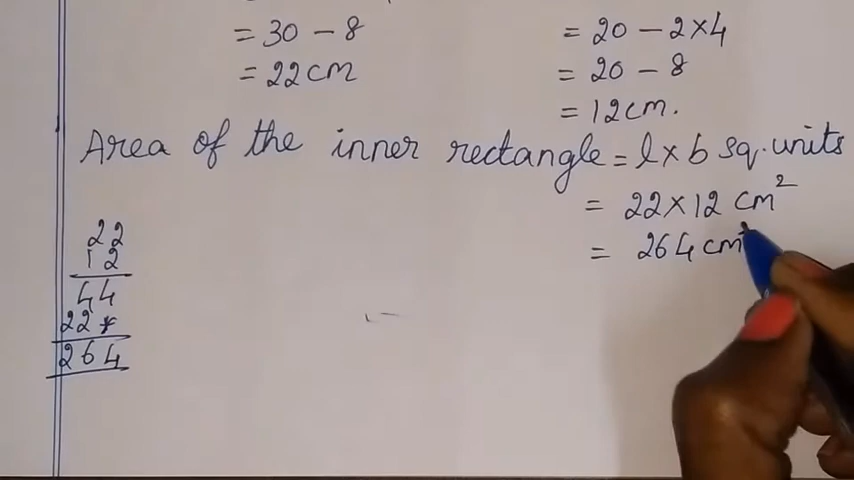 = 30 - 8
= 22 cm
= 20 - 2×4
= 20 - 8
= 12 cm.
Area of the inner rectangle = l × b sq. units
= 22 × 12 cm²
= 264 cm²
22
12
44
22*
264